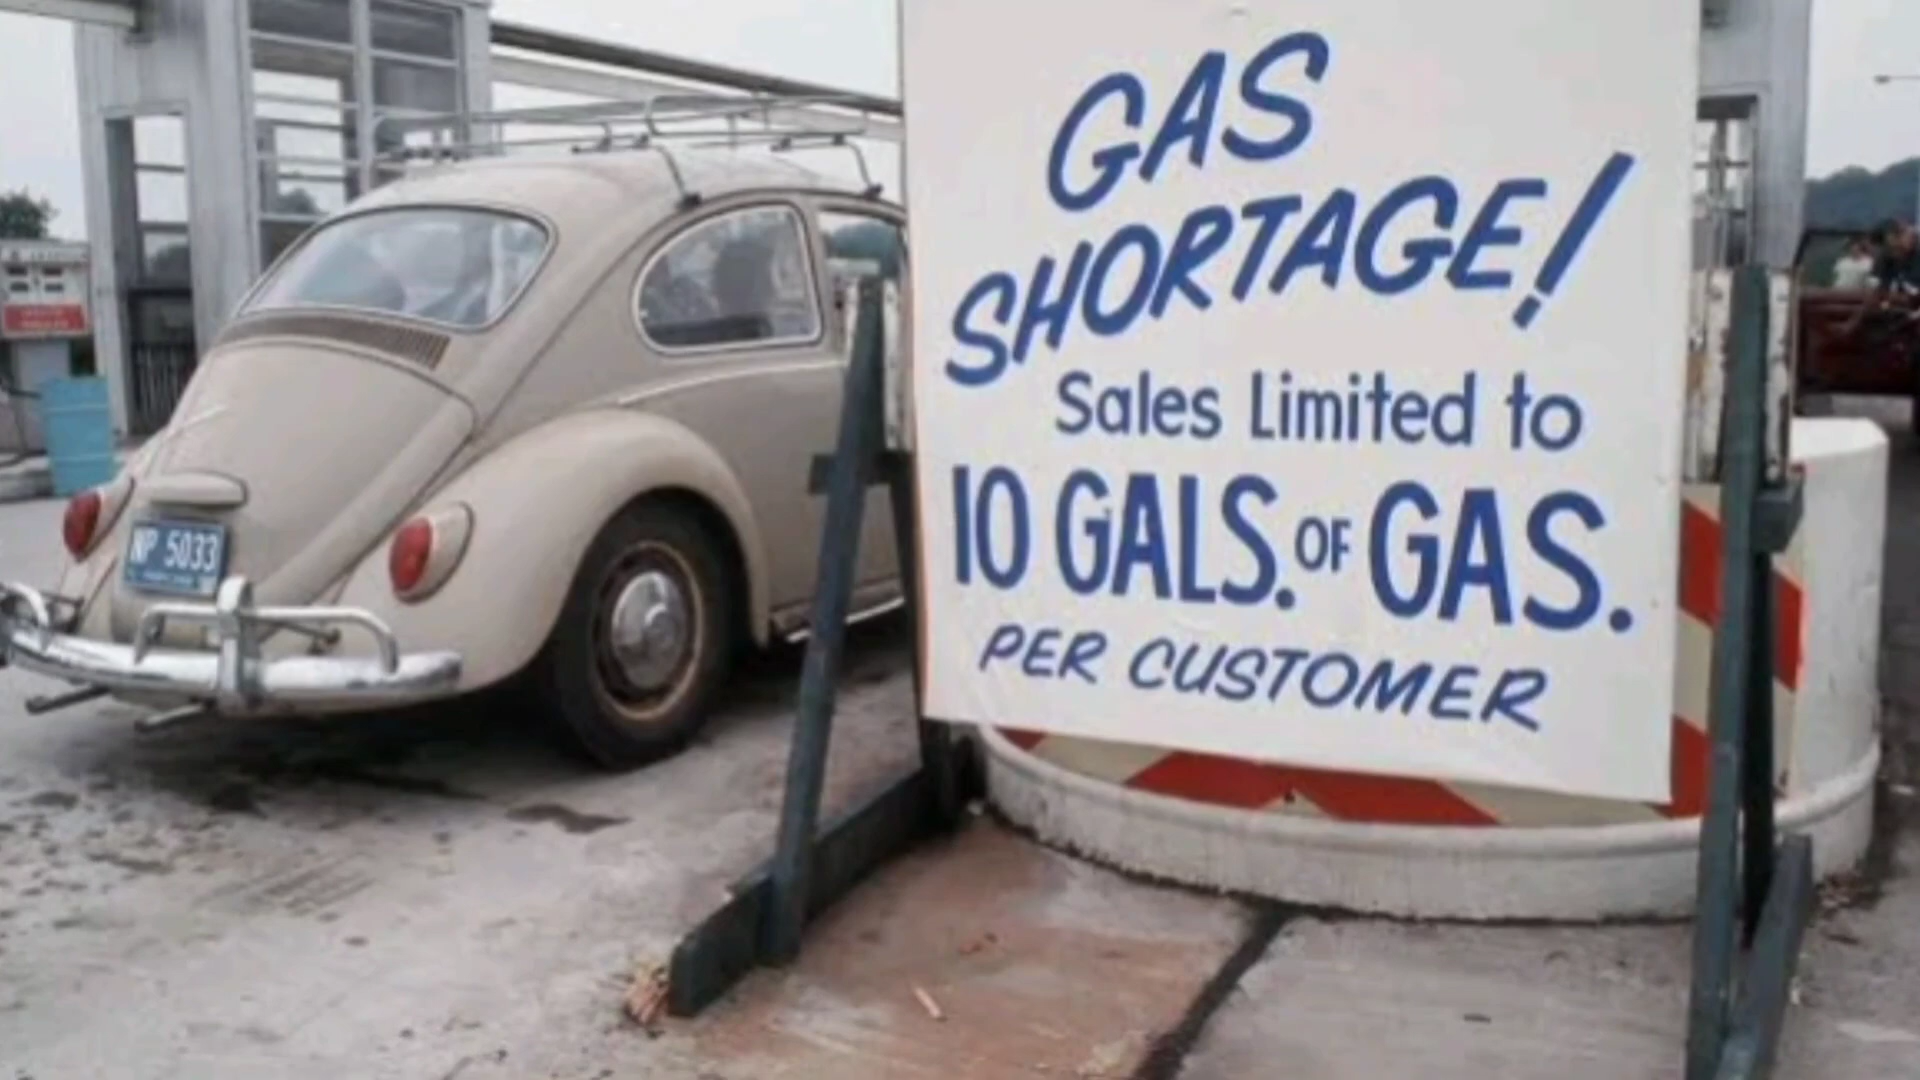 GAS
SHORTAGE!
Sales Limited to
10 GALS. OF GAS.
PER CUSTOMER
NP 5033